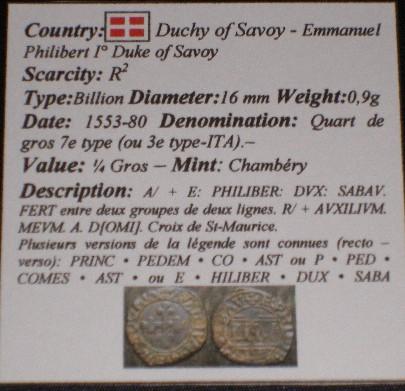 Country: Duchy of Savoy - Emmanuel
Philibert I° Duke of Savoy
Scarcity: R²
Type:Billion Diameter:16 mm Weight:0,9g
Date: 1553-80 Denomination: Quart de
gros 7e type (ou 3e type-ITA).–
Value: ¼ Gros – Mint: Chambéry
Description: A/ + E: PHILIBER: DVX: SABAV.
FERT entre deux groupes de deux lignes. R/ + AVXILIVM.
MEVM. A. D[OMI]. Croix de St-Maurice.
Plusieurs versions de la légende sont connues (recto –
verso): PRINC • PEDEM • CO • AST ou P • PED •
COMES • AST • ou E • HILIBER • DUX • SABA